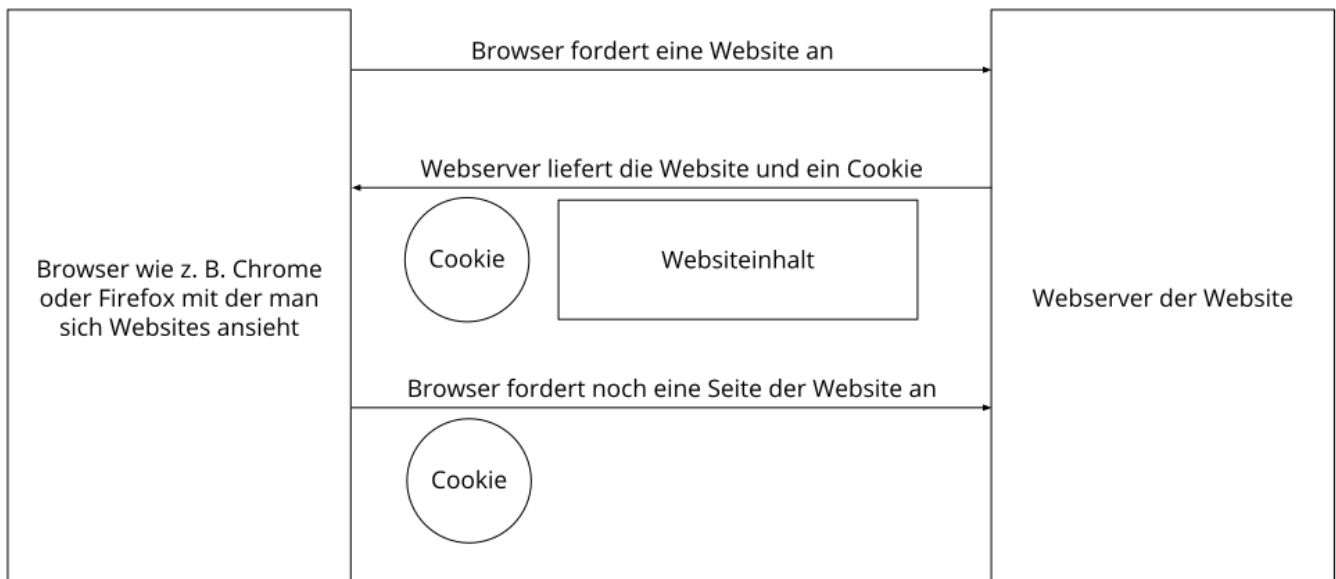 Browser fordert eine Website an
Webserver liefert die Website und ein Cookie
Cookie
Websiteinhalt
Browser wie z. B. Chrome
oder Firefox mit der man
sich Websites ansieht
Webserver der Website
Browser fordert noch eine Seite der Website an
Cookie